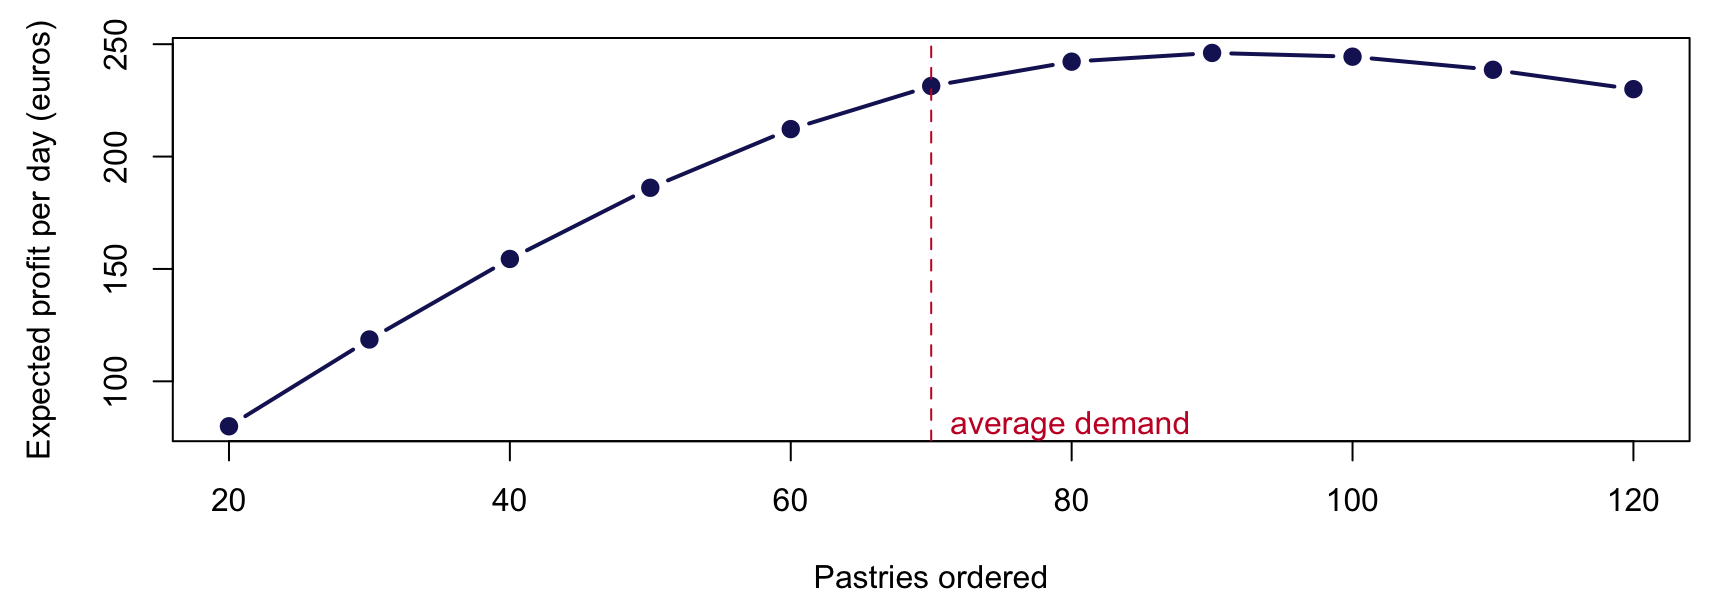 Expected profit per day (euros)
250
200
150
100
average demand
20 40 60 80 100 120
Pastries ordered